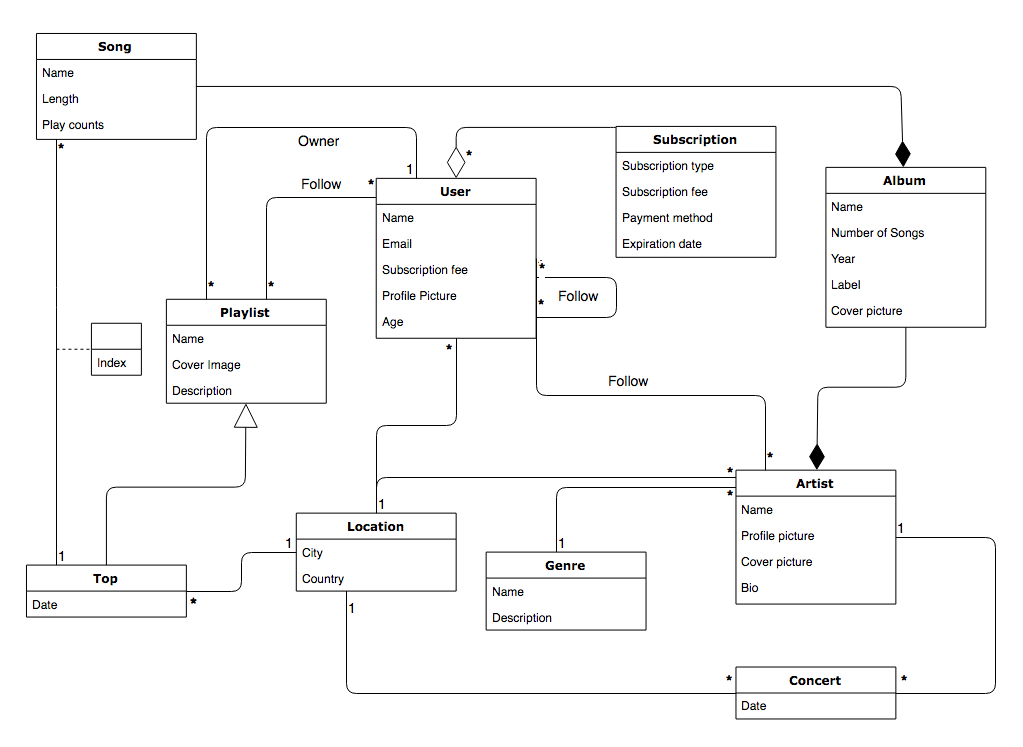 Song
Name
Length
Play counts
*
Owner
1
*
Follow
*
*
User
Name
Email
Subscription fee
Profile Picture
Age
*
Subscription
Subscription type
Subscription fee
Payment method
Expiration date
Album
Name
Number of Songs
Year
Label
Cover picture
*
*
Follow
Playlist
Name
Cover Image
Description
Index
*
Follow
*
*
*
Artist
Name
Profile picture
Cover picture
Bio
1
1
Location
City
Country
1
1
1
Genre
Name
Description
1
Top
Date
*
*
Concert
Date
*